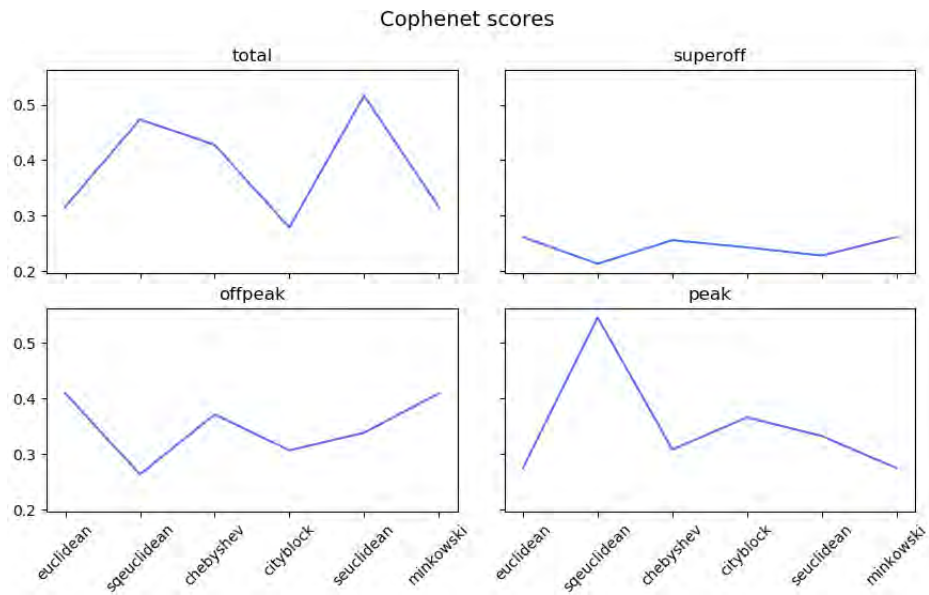 Cophenet scores
total
superoff
0.5
0.4
0.3
0.2
offpeak
peak
0.5
0.4
0.3
0.2
euclidean
sqeuclidean
chebyshev
cityblock
seuclidean
minkowski
euclidean
sqeuclidean
chebyshev
cityblock
seuclidean
minkowski